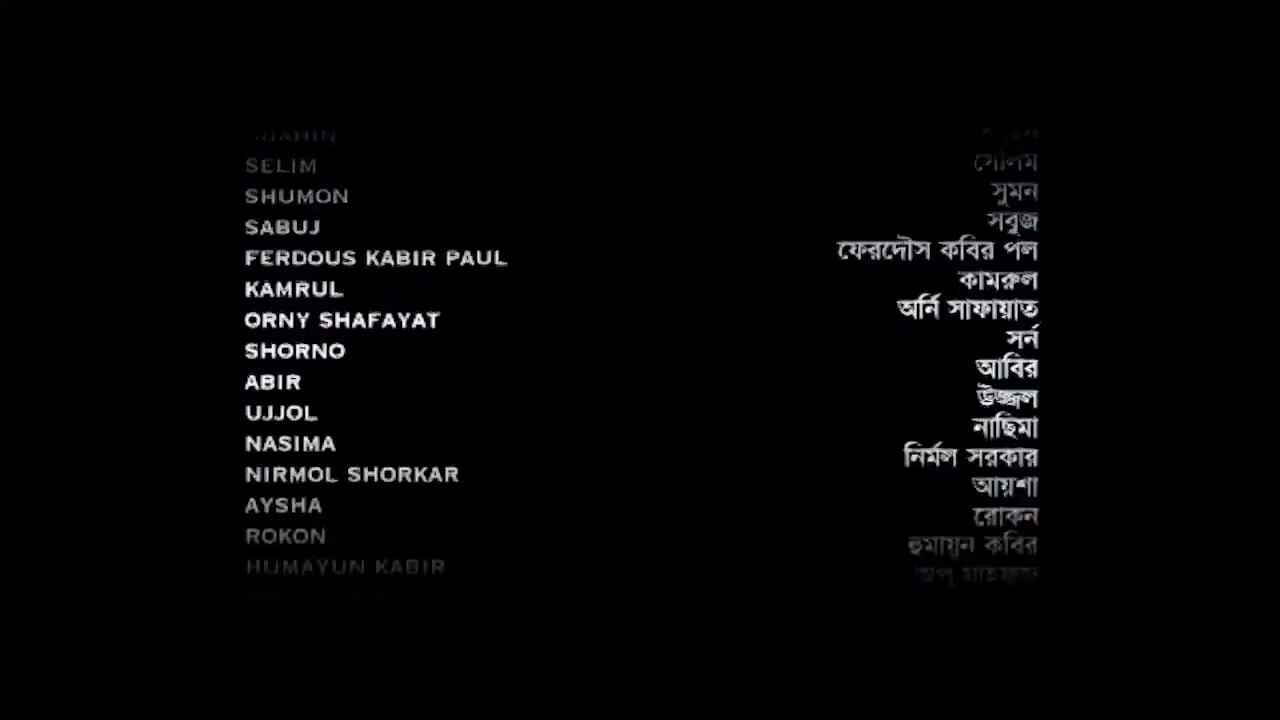 SELIM সেলিম
SHUMON সুমন
SABUJ সবুজ
FERDOUS KABIR PAUL ফেরদৌস কবির পল
KAMRUL কামরুল
ORNY SHAFAYAT অর্নি সাফায়াত
SHORNO সর্ন
ABIR আবির
UJJOL উজ্জল
NASIMA নাছিমা
NIRMOL SHORKAR নির্মল সরকার
AYSHA আয়শা
ROKON রোকন
HUMAYUN KABIR হুমায়ুন কবির